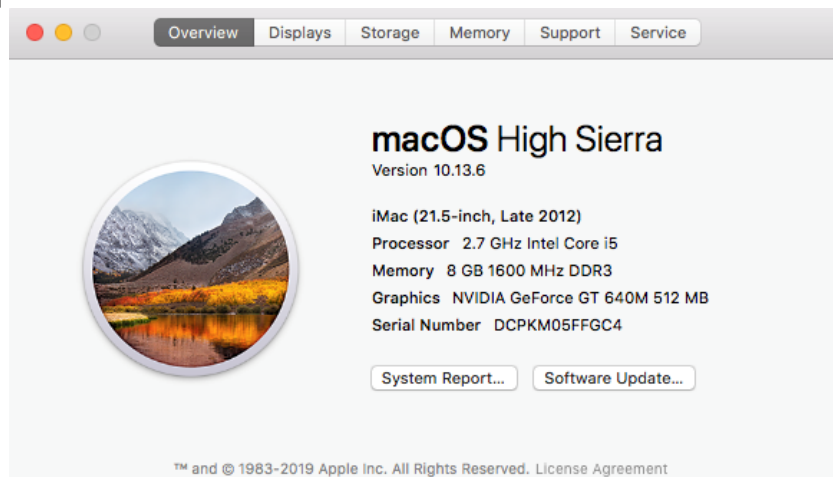 Overview Displays Storage Memory Support Service
macOS High Sierra
Version 10.13.6
iMac (21.5-inch, Late 2012)
Processor 2.7 GHz Intel Core i5
Memory 8 GB 1600 MHz DDR3
Graphics NVIDIA GeForce GT 640M 512 MB
Serial Number DCPKM05FFGC4
System Report... Software Update...
™ and © 1983-2019 Apple Inc. All Rights Reserved. License Agreement